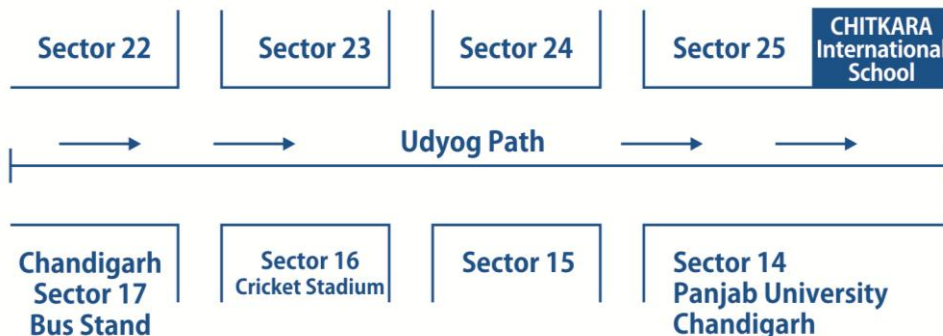 Sector 22
Sector 23
Sector 24
Sector 25
CHITKARA
International
School
Udyog Path
Chandigarh
Sector 17
Bus Stand
Sector 16
Cricket Stadium
Sector 15
Sector 14
Panjab University
Chandigarh